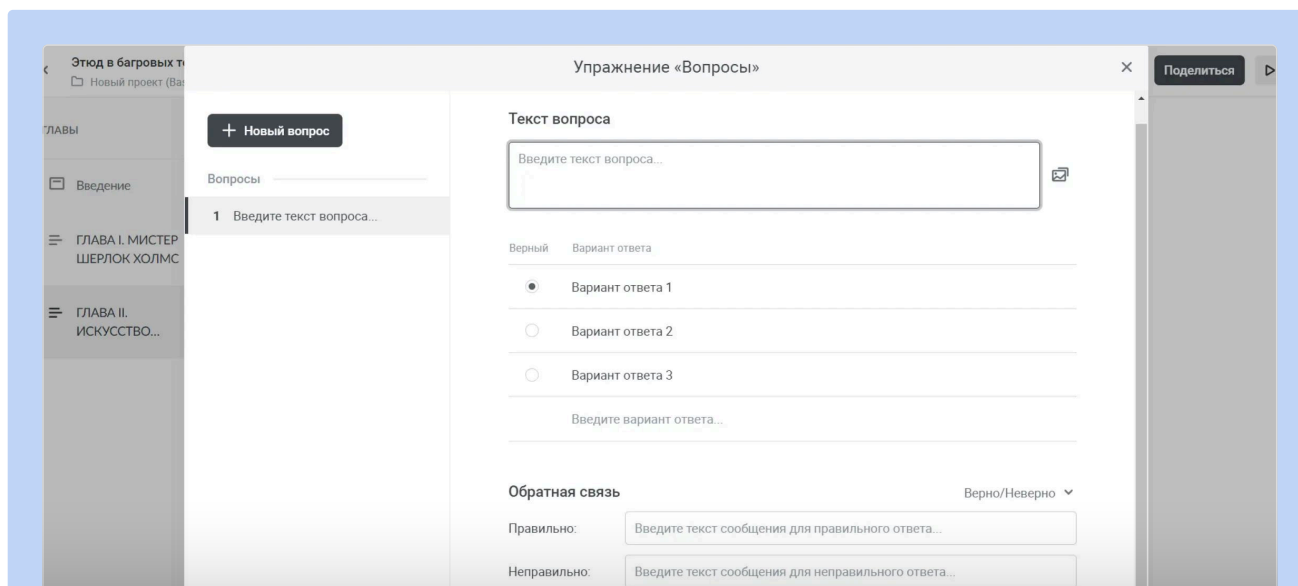 Этюд в багровых
Новый проект
Упражнение «Вопросы»
Поделиться
ГЛАВЫ
Введение
ГЛАВА I. МИСТЕР
ШЕРЛОК ХОЛМС
ГЛАВА II.
ИСКУССТВО...
+ Новый вопрос
Вопросы
1 Введите текст вопроса...
Текст вопроса
Введите текст вопроса...
Верный Вариант ответа
Вариант ответа 1
Вариант ответа 2
Вариант ответа 3
Введите вариант ответа...
Обратная связь Верно/Неверно
Правильно: Введите текст сообщения для правильного ответа...
Неправильно: Введите текст сообщения для неправильного ответа...